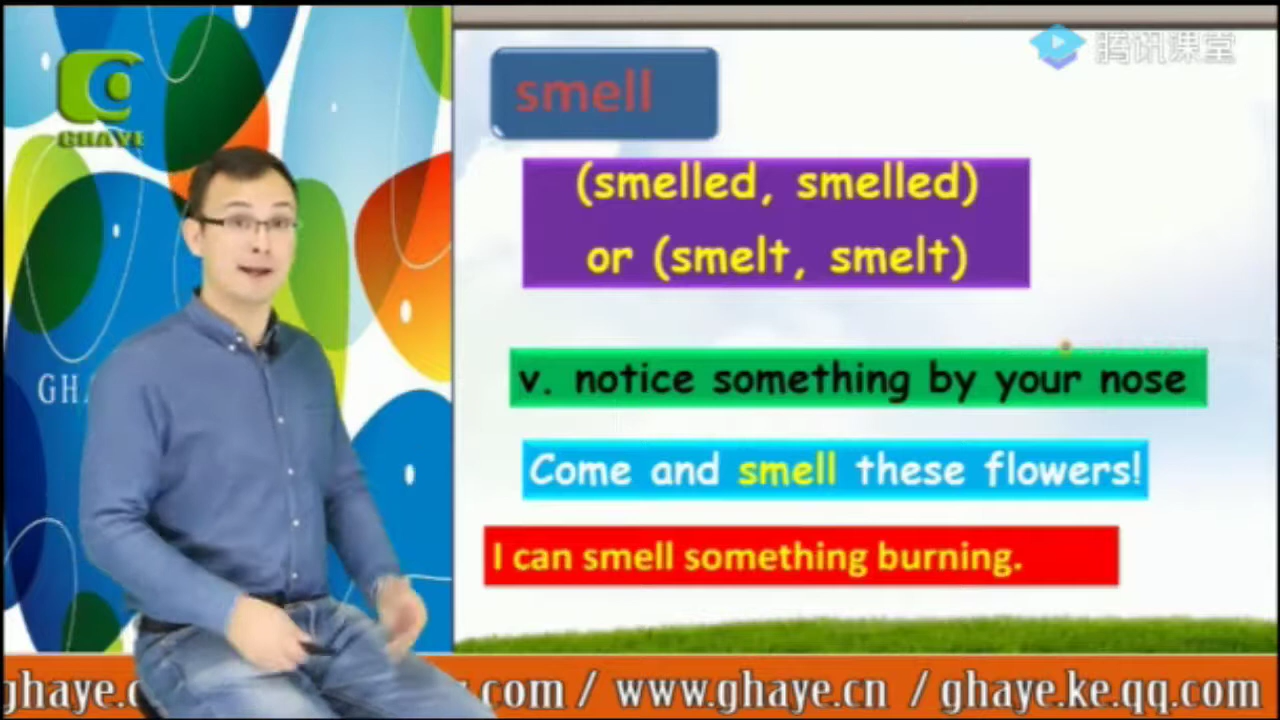 腾讯课堂
GHAYE
smell
(smelled, smelled)
or (smelt, smelt)
v. notice something by your nose
GHA
Come and smell these flowers!
I can smell something burning.
ghaye.c .com / www.ghaye.cn / ghaye.ke.qq.com